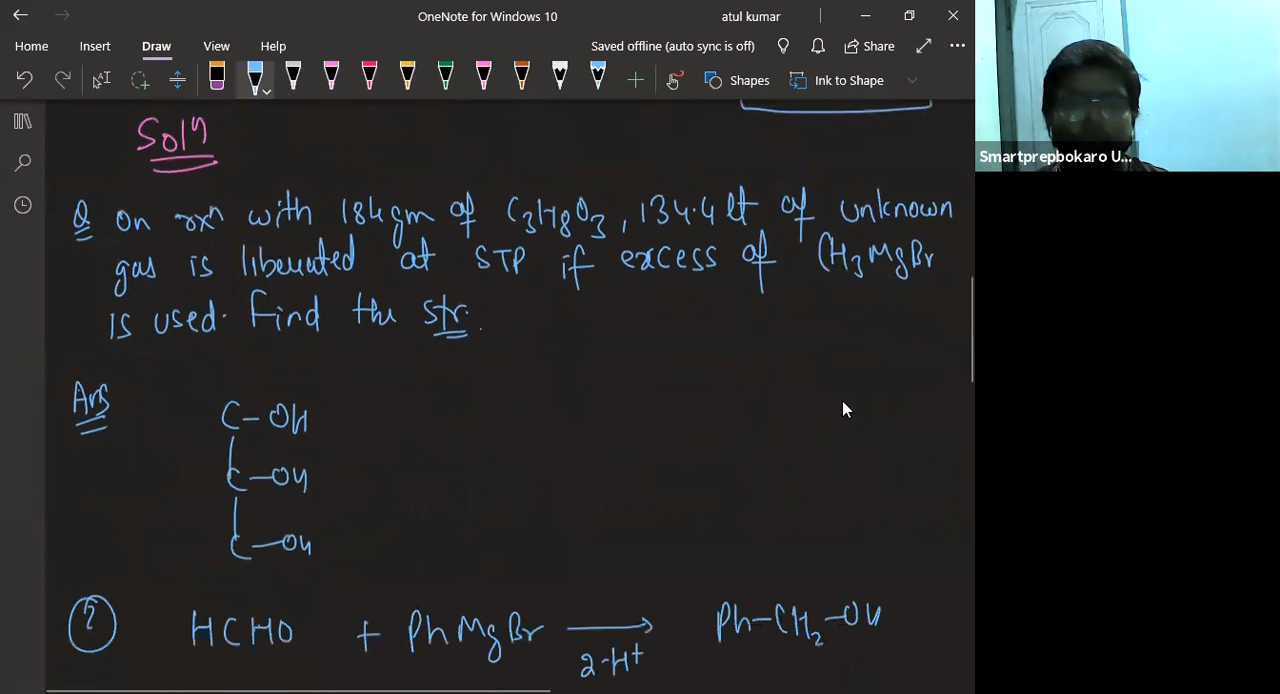 OneNote for Windows 10
atul kumar
Home Insert Draw View Help
Saved offline (auto sync is off) Share
Shapes Ink to Shape
Smartprepbokaro U...
Solⁿ
Q On rxⁿ with 184gm of C₃H₈O₃, 134.4 lt of unknown
gas is liberated at STP if excess of CH₃MgBr
is used. Find the str.
Ans
C-OH
C-OH
C-OH
? HCHO + PhMgBr → Ph-CH₂-OH
2-H⁺